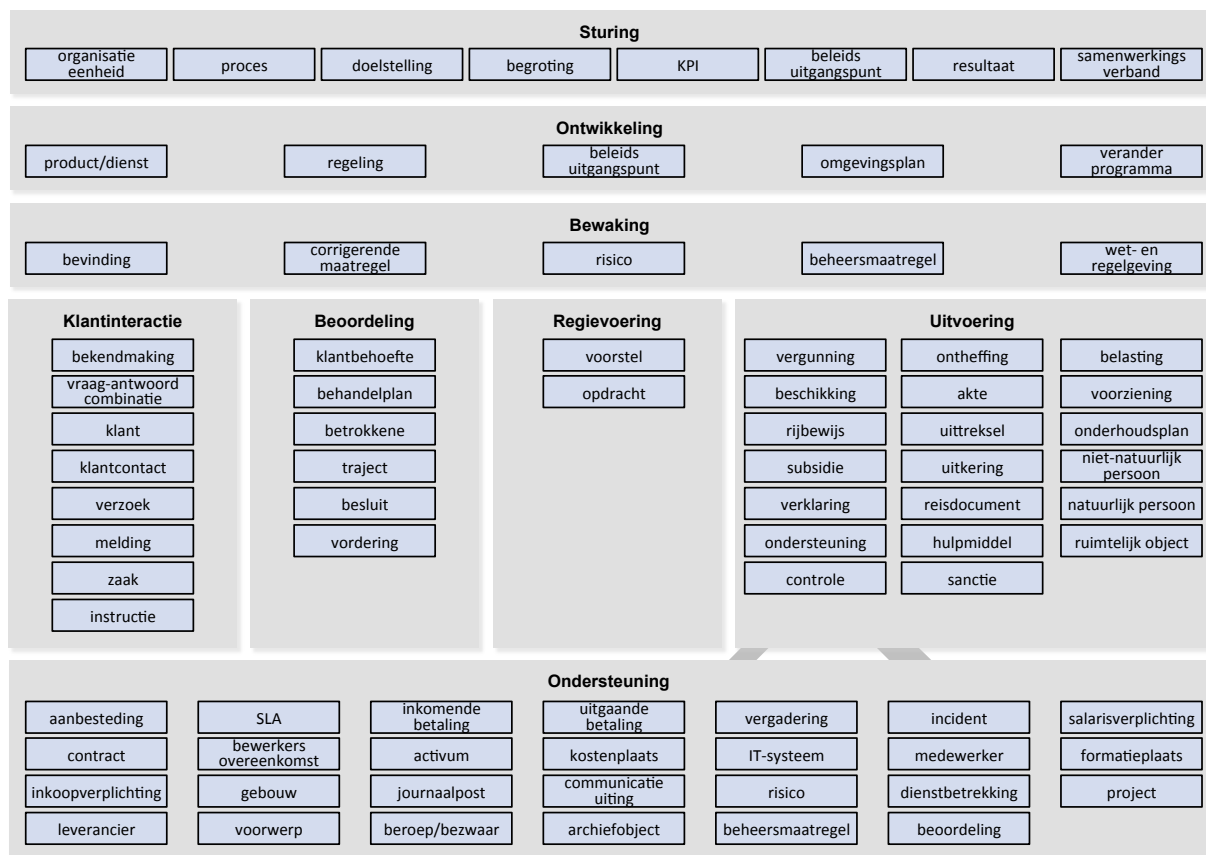 Sturing
organisatie
eenheid
proces
doelstelling
begroting
KPI
beleids
uitgangspunt
resultaat
samenwerkings
verband
Ontwikkeling
product/dienst
regeling
beleids
uitgangspunt
omgevingsplan
verander
programma
Bewaking
bevinding
corrigerende
maatregel
risico
beheersmaatregel
wet- en
regelgeving
Klantinteractie
bekendmaking
vraag-antwoord
combinatie
klant
klantcontact
verzoek
melding
zaak
instructie
Beoordeling
klantbehoefte
behandelplan
betrokkene
traject
besluit
vordering
Regievoering
voorstel
opdracht
Uitvoering
vergunning
ontheffing
belasting
beschikking
akte
voorziening
rijbewijs
uittreksel
onderhoudsplan
subsidie
uitkering
niet-natuurlijk
persoon
verklaring
reisdocument
natuurlijk persoon
ondersteuning
hulpmiddel
ruimtelijk object
controle
sanctie
Ondersteuning
aanbesteding
SLA
inkomende
betaling
uitgaande
betaling
vergadering
incident
salarisverplichting
contract
bewerkers
overeenkomst
activum
kostenplaats
IT-systeem
medewerker
formatieplaats
inkoopverplichting
gebouw
journaalpost
communicatie
uiting
risico
dienstbetrekking
project
leverancier
voorwerp
beroep/bezwaar
archiefobject
beheersmaatregel
beoordeling